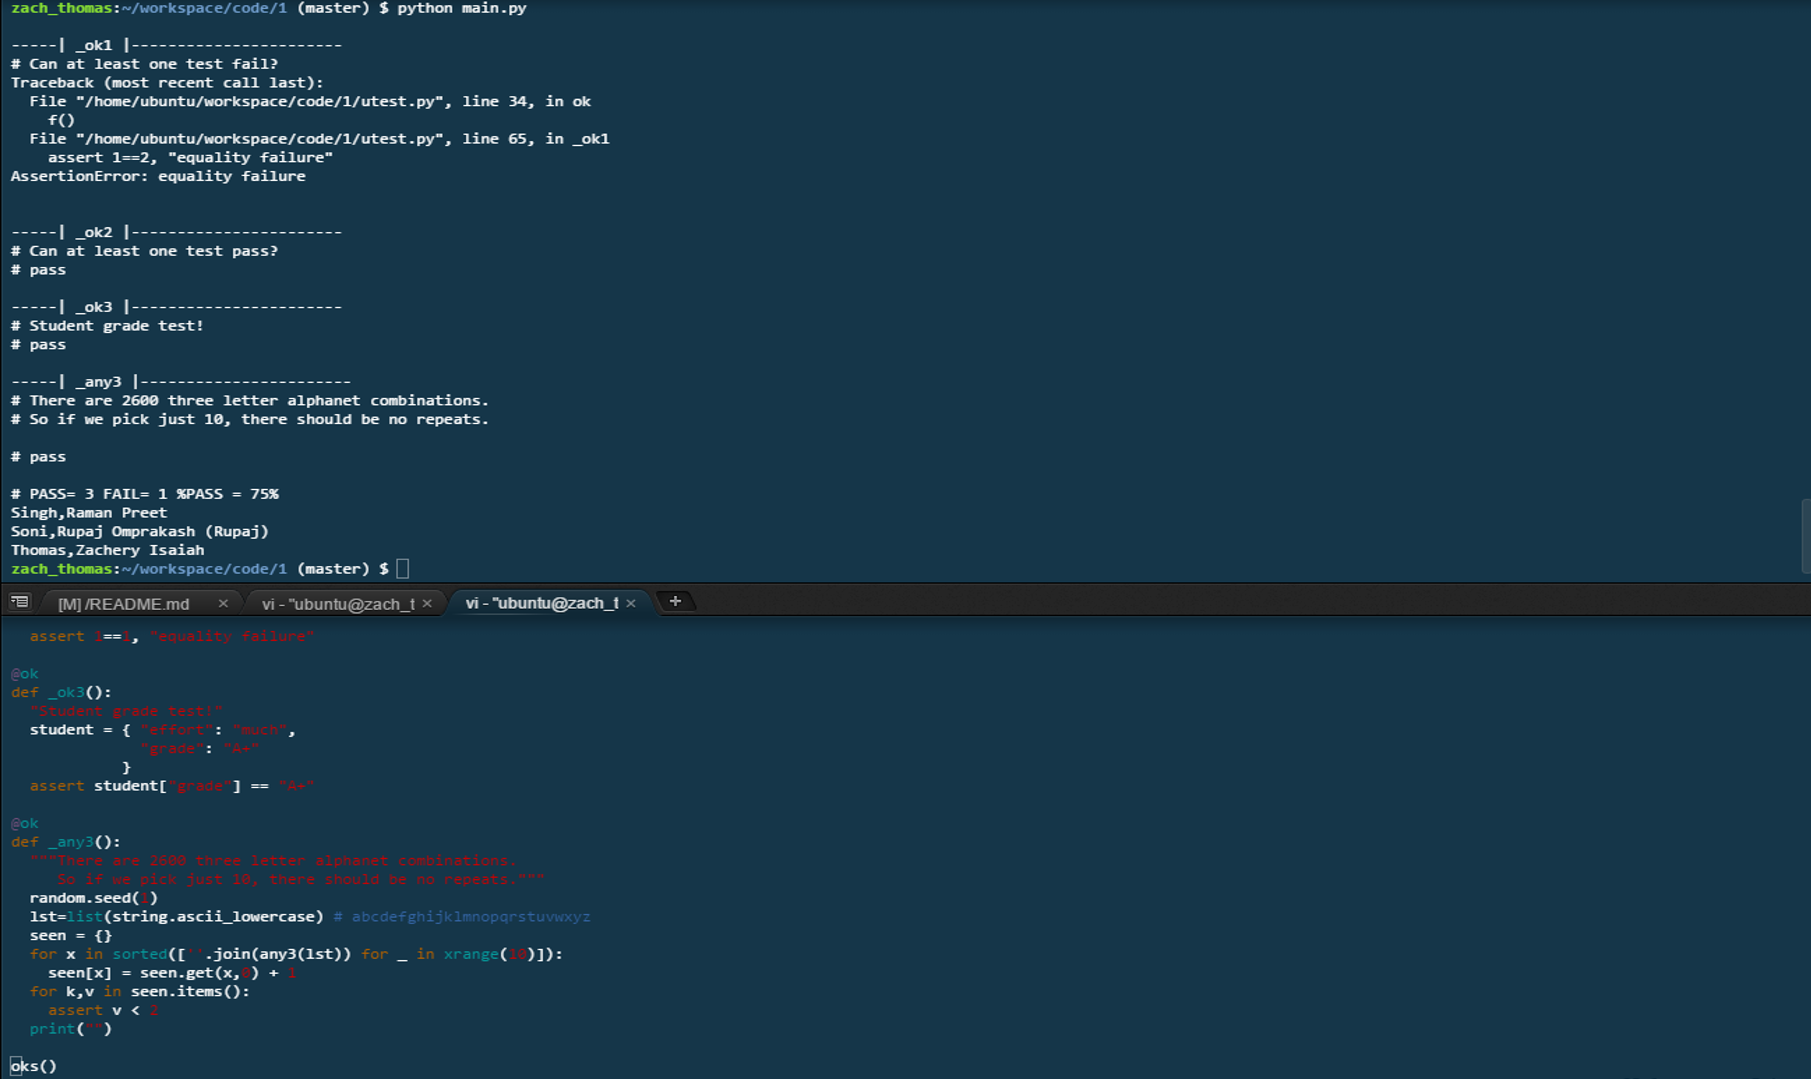 zach_thomas:~/workspace/code/1 (master) $ python main.py
-----| _ok1 |-----------------------
# Can at least one test fail?
Traceback (most recent call last):
  File "/home/ubuntu/workspace/code/1/utest.py", line 34, in ok
    f()
  File "/home/ubuntu/workspace/code/1/utest.py", line 65, in _ok1
    assert 1==2, "equality failure"
AssertionError: equality failure
-----| _ok2 |-----------------------
# Can at least one test pass?
# pass
-----| _ok3 |-----------------------
# Student grade test!
# pass
-----| _any3 |-----------------------
# There are 2600 three letter alphanet combinations.
# So if we pick just 10, there should be no repeats.
# pass
# PASS= 3 FAIL= 1 %PASS = 75%
Singh,Raman Preet
Soni,Rupaj Omprakash (Rupaj)
Thomas,Zachery Isaiah
zach_thomas:~/workspace/code/1 (master) $
[M] /README.md × vi - "ubuntu@zach_t × vi - "ubuntu@zach_t × +
  assert 1==1, "equality failure"
@ok
def _ok3():
  "Student grade test!"
  student = { "effort": "much",
              "grade": "A+"
            }
  assert student["grade"] == "A+"
@ok
def _any3():
  """There are 2600 three letter alphanet combinations.
     So if we pick just 10, there should be no repeats."""
  random.seed(1)
  lst=list(string.ascii_lowercase) # abcdefghijklmnopqrstuvwxyz
  seen = {}
  for x in sorted([''.join(any3(lst)) for _ in xrange(10)]):
    seen[x] = seen.get(x,0) + 1
  for k,v in seen.items():
    assert v < 2
  print("")
oks()